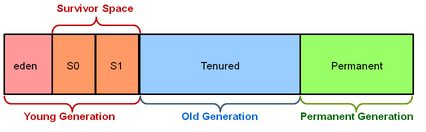 Survivor Space
eden S0 S1 Tenured Permanent
Young Generation Old Generation Permanent Generation